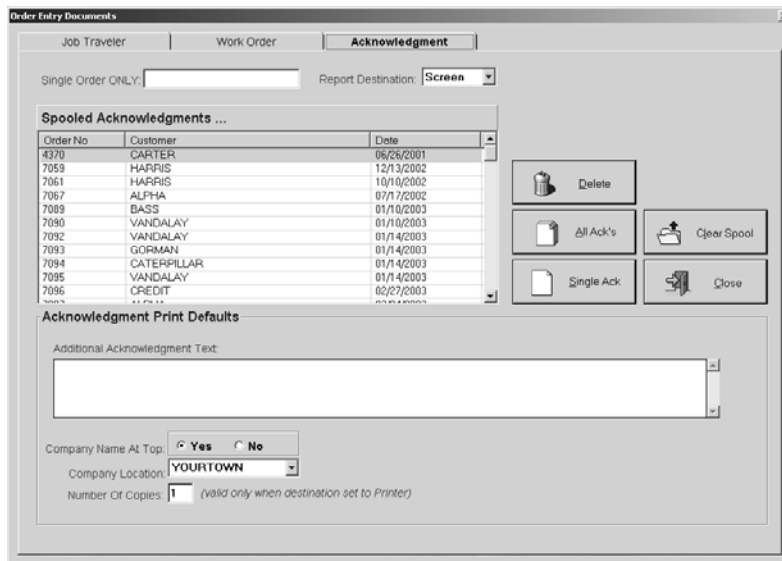 Order Entry Documents
Job Traveler Work Order Acknowledgment
Single Order ONLY: Report Destination: Screen
Spooled Acknowledgments ...
Order No Customer Date
4370 CARTER 06/26/2001
7059 HARRIS 12/13/2002
7061 HARRIS 10/10/2002
7067 ALPHA 07/17/2002
7089 BASS 01/10/2003
7090 VANDALAY 01/10/2003
7092 VANDALAY 01/14/2003
7093 GORMAN 01/14/2003
7094 CATERPILLAR 01/14/2003
7095 VANDALAY 01/14/2003
7096 CREDIT 02/27/2003
Delete
All Ack's Clear Spool
Single Ack Close
Acknowledgment Print Defaults
Additional Acknowledgment Text:
Company Name At Top: Yes No
Company Location: YOURTOWN
Number Of Copies: 1 (valid only when destination set to Printer)